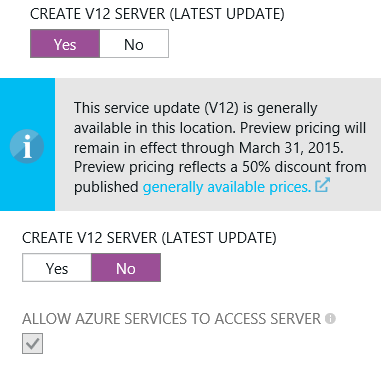 CREATE V12 SERVER (LATEST UPDATE)
Yes No
This service update (V12) is generally
available in this location. Preview pricing will
remain in effect through March 31, 2015.
Preview pricing reflects a 50% discount from
published generally available prices.
CREATE V12 SERVER (LATEST UPDATE)
Yes No
ALLOW AZURE SERVICES TO ACCESS SERVER